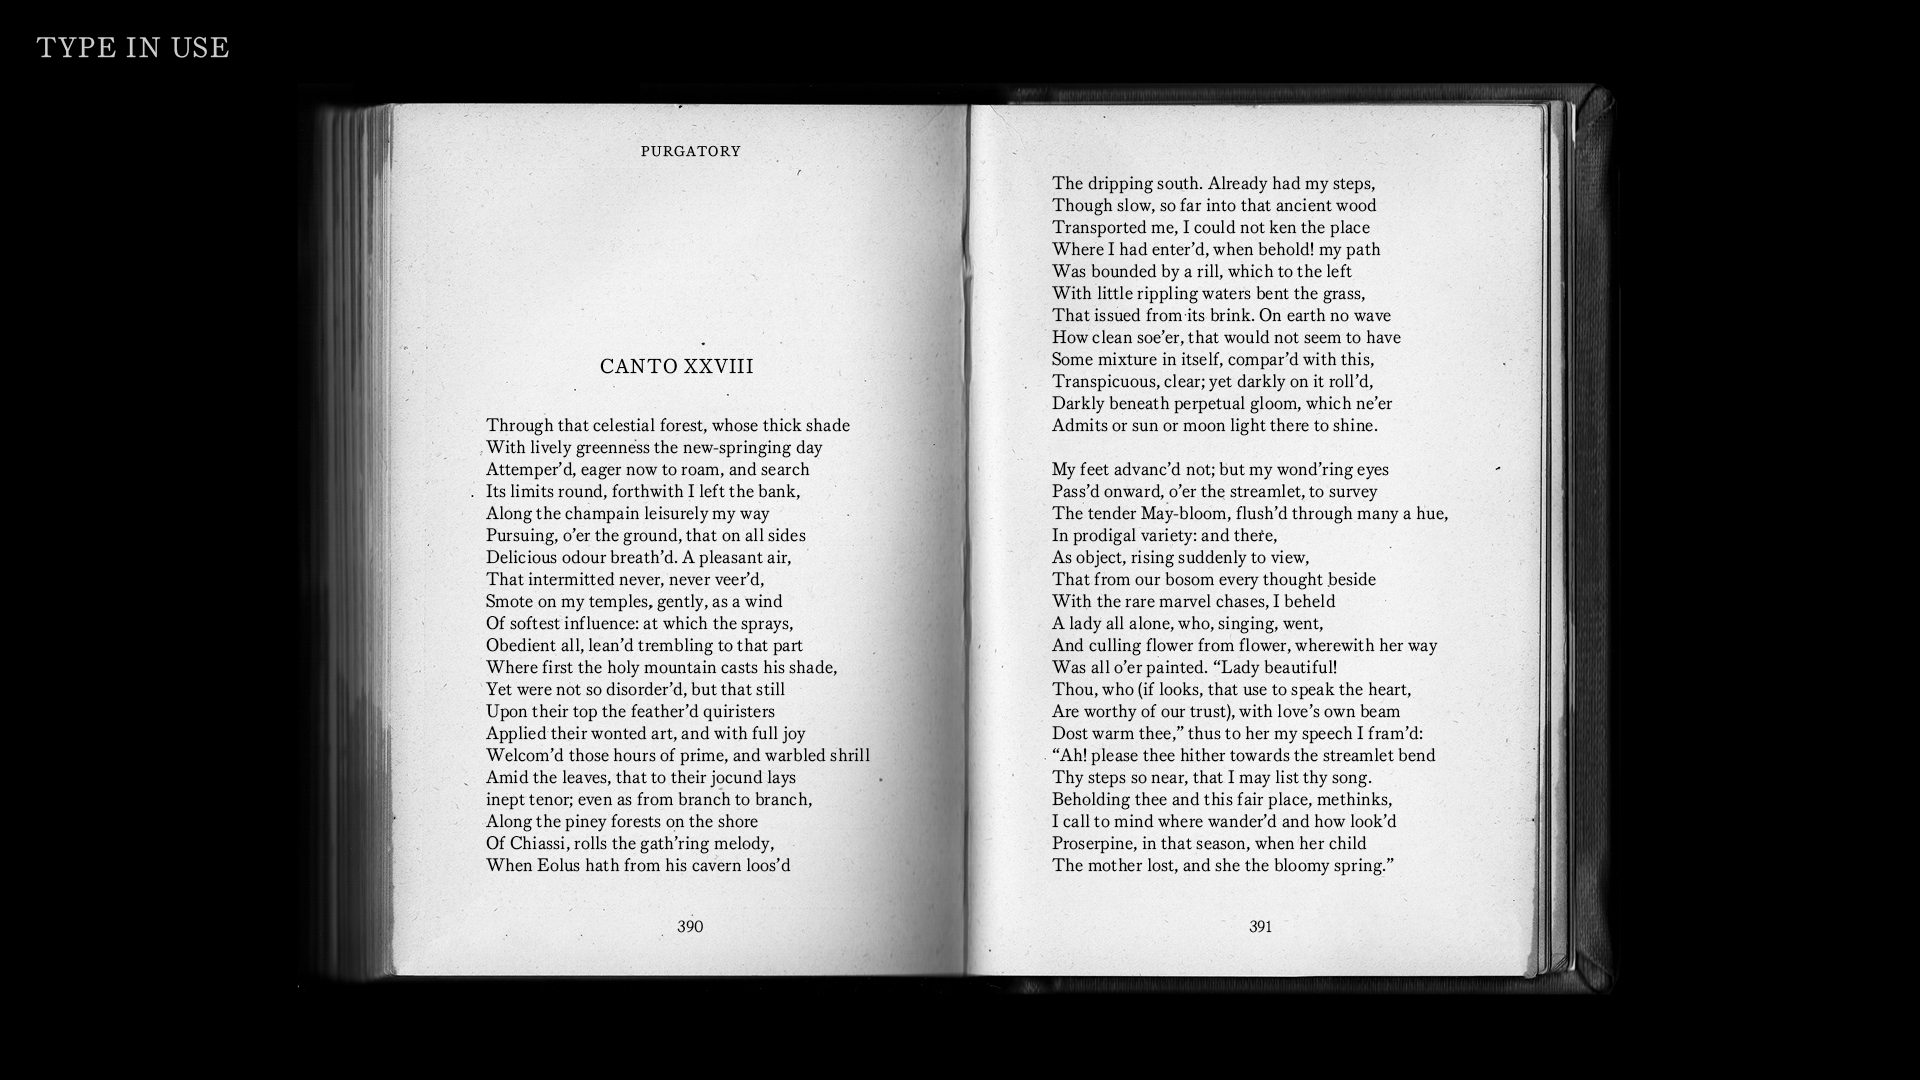 TYPE IN USE
PURGATORY
CANTO XXVIII
Through that celestial forest, whose thick shade
With lively greenness the new-springing day
Attemper’d, eager now to roam, and search
Its limits round, forthwith I left the bank,
Along the champain leisurely my way
Pursuing, o’er the ground, that on all sides
Delicious odour breath’d. A pleasant air,
That intermitted never, never veer’d,
Smote on my temples, gently, as a wind
Of softest influence: at which the sprays,
Obedient all, lean’d trembling to that part
Where first the holy mountain casts his shade,
Yet were not so disorder’d, but that still
Upon their top the feather’d quiristers
Applied their wonted art, and with full joy
Welcom’d those hours of prime, and warbled shrill
Amid the leaves, that to their jocund lays
inept tenor; even as from branch to branch,
Along the piney forests on the shore
Of Chiassi, rolls the gath’ring melody,
When Eolus hath from his cavern loos’d
390
The dripping south. Already had my steps,
Though slow, so far into that ancient wood
Transported me, I could not ken the place
Where I had enter’d, when behold! my path
Was bounded by a rill, which to the left
With little rippling waters bent the grass,
That issued from its brink. On earth no wave
How clean soe’er, that would not seem to have
Some mixture in itself, compar’d with this,
Transpicuous, clear; yet darkly on it roll’d,
Darkly beneath perpetual gloom, which ne’er
Admits or sun or moon light there to shine.
My feet advanc’d not; but my wond’ring eyes
Pass’d onward, o’er the streamlet, to survey
The tender May-bloom, flush’d through many a hue,
In prodigal variety: and there,
As object, rising suddenly to view,
That from our bosom every thought beside
With the rare marvel chases, I beheld
A lady all alone, who, singing, went,
And culling flower from flower, wherewith her way
Was all o’er painted. “Lady beautiful!
Thou, who (if looks, that use to speak the heart,
Are worthy of our trust), with love’s own beam
Dost warm thee,” thus to her my speech I fram’d:
“Ah! please thee hither towards the streamlet bend
Thy steps so near, that I may list thy song.
Beholding thee and this fair place, methinks,
I call to mind where wander’d and how look’d
Proserpine, in that season, when her child
The mother lost, and she the bloomy spring.”
391